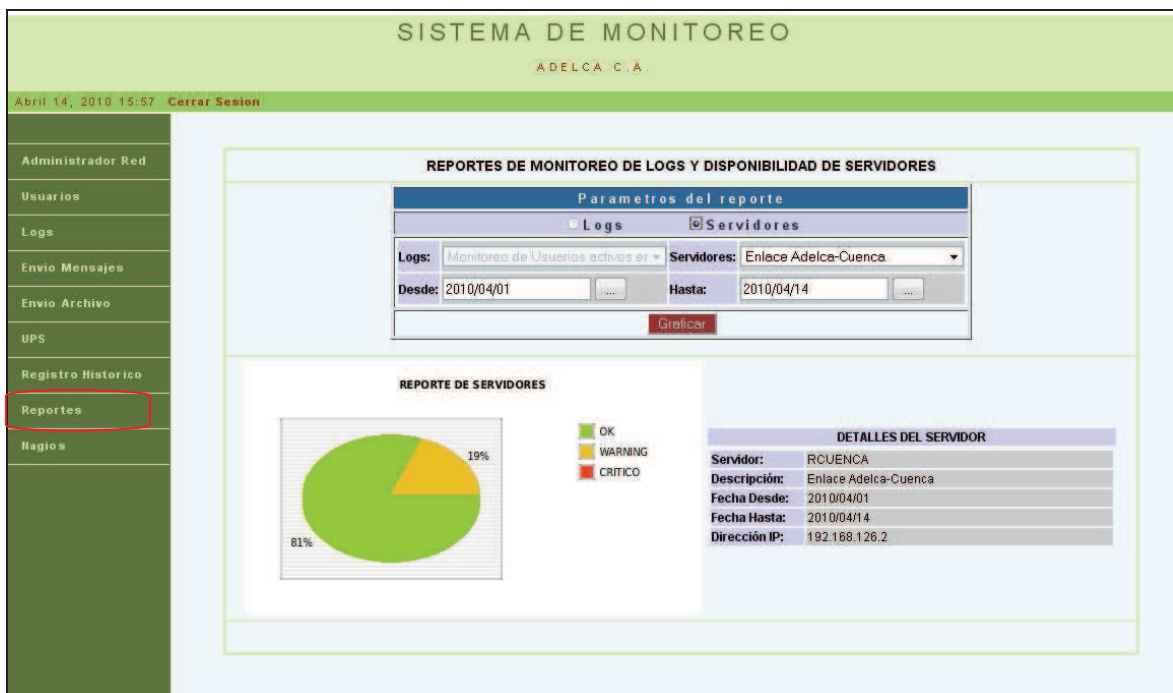 SISTEMA DE MONITOREO
ADELCA C.A.
Abril 14, 2010 15:57 Cerrar Sesion
Administrador Red
Usuarios
Logs
Envio Mensajes
Envio Archivo
UPS
Registro Historico
Reportes
Nagios
REPORTES DE MONITOREO DE LOGS Y DISPONIBILIDAD DE SERVIDORES
Parametros del reporte
Logs Servidores
Logs: Monitoreo de Usuarios activos er Servidores: Enlace Adelca-Cuenca
Desde: 2010/04/01 ... Hasta: 2010/04/14 ...
Graficar
REPORTE DE SERVIDORES
OK
WARNING
CRITICO
19%
81%
DETALLES DEL SERVIDOR
Servidor: RCUENCA
Descripción: Enlace Adelca-Cuenca
Fecha Desde: 2010/04/01
Fecha Hasta: 2010/04/14
Dirección IP: 192.168.126.2